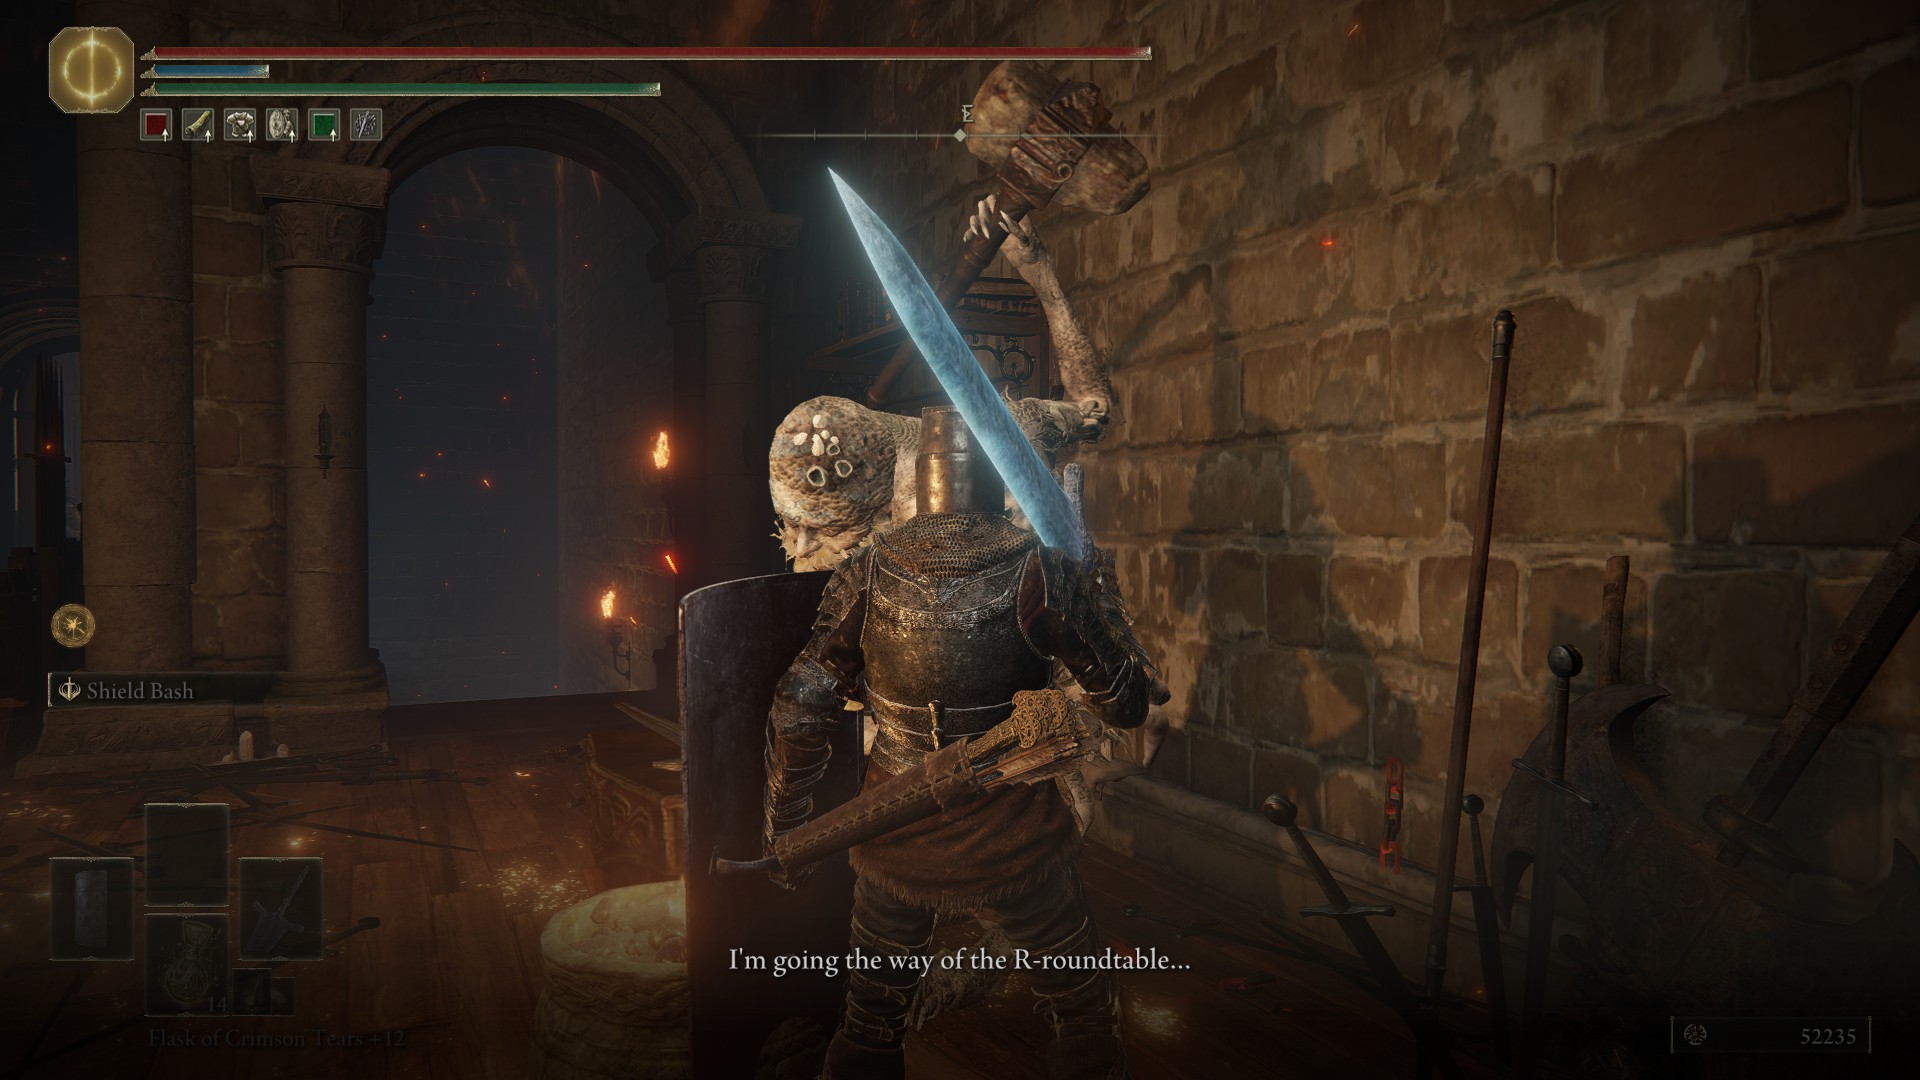 E
Shield Bash
14
Flask of Crimson Tears +12
I'm going the way of the R-roundtable...
52235